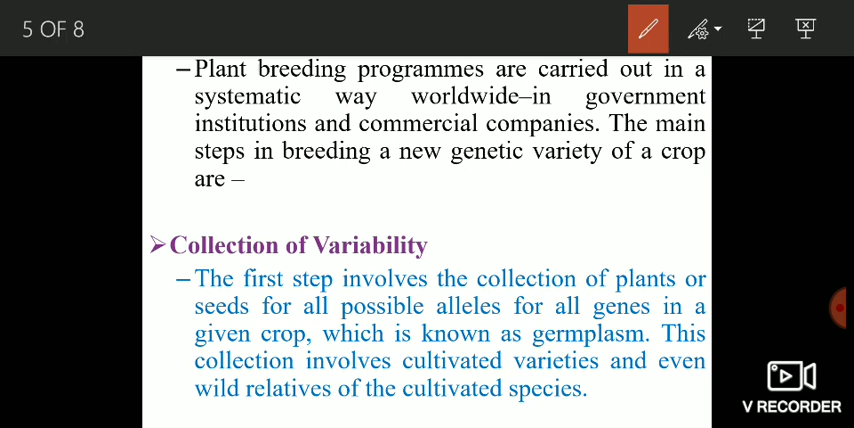 5 OF 8
– Plant breeding programmes are carried out in a
systematic way worldwide–in government
institutions and commercial companies. The main
steps in breeding a new genetic variety of a crop
are –
➢ Collection of Variability
– The first step involves the collection of plants or
seeds for all possible alleles for all genes in a
given crop, which is known as germplasm. This
collection involves cultivated varieties and even
wild relatives of the cultivated species.
V RECORDER